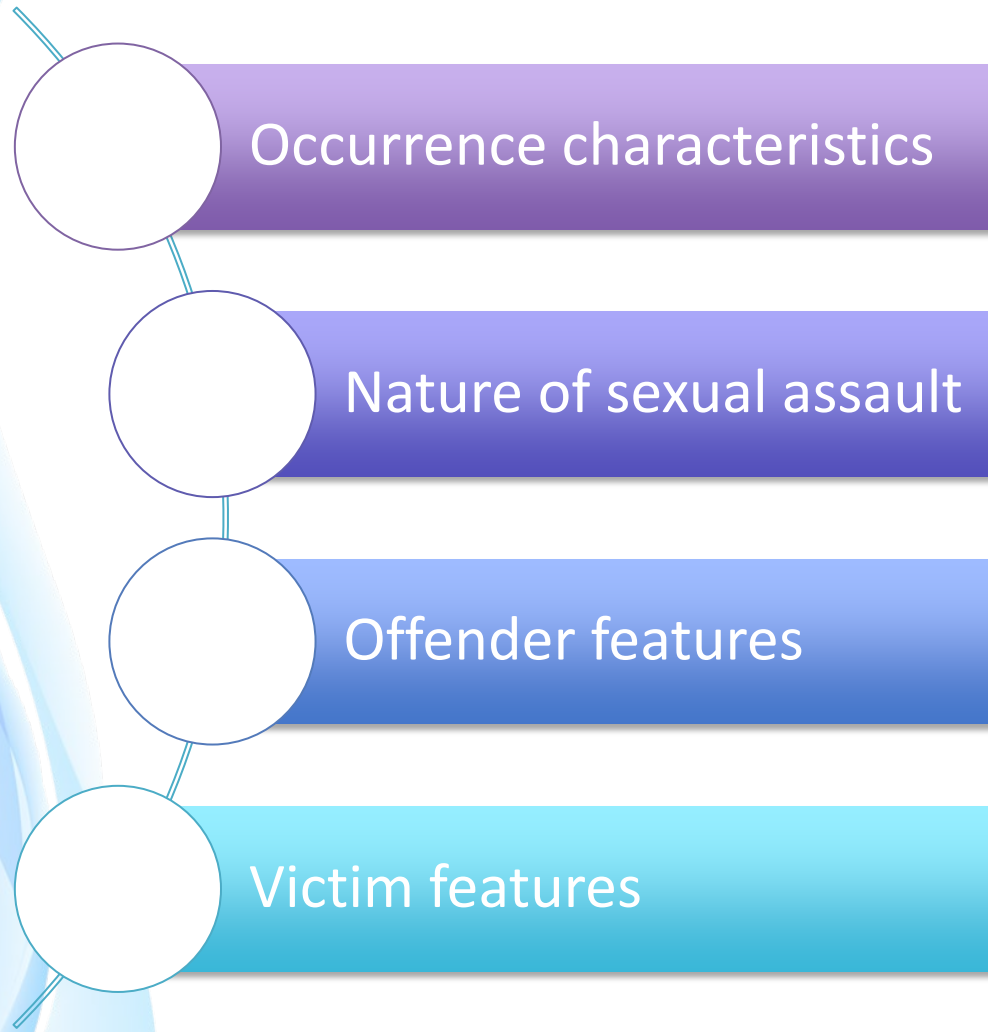 Occurrence characteristics
Nature of sexual assault
Offender features
Victim features